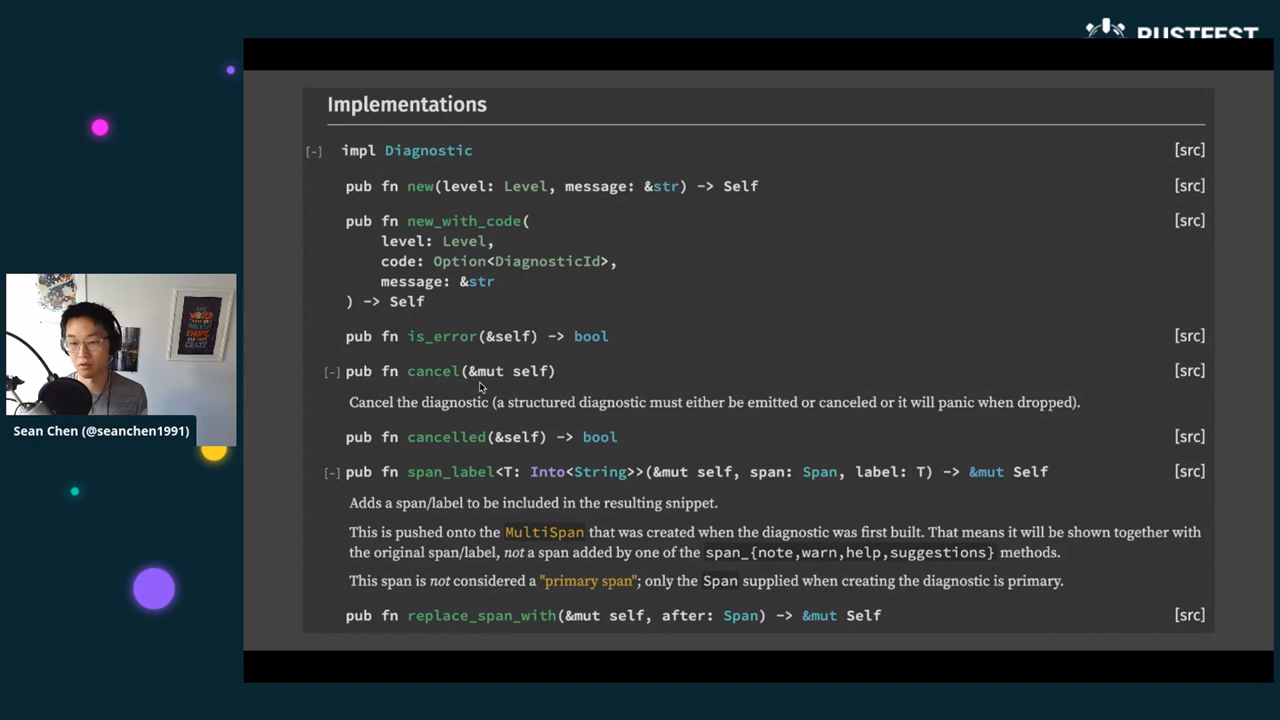 RUSTFEST
Implementations
[-] impl Diagnostic [src]
pub fn new(level: Level, message: &str) -> Self [src]
pub fn new_with_code( [src]
level: Level,
code: Option<DiagnosticId>,
message: &str
) -> Self
pub fn is_error(&self) -> bool [src]
[-] pub fn cancel(&mut self) [src]
Cancel the diagnostic (a structured diagnostic must either be emitted or canceled or it will panic when dropped).
pub fn cancelled(&self) -> bool [src]
[-] pub fn span_label<T: Into<String>>(&mut self, span: Span, label: T) -> &mut Self [src]
Adds a span/label to be included in the resulting snippet.
This is pushed onto the MultiSpan that was created when the diagnostic was first built. That means it will be shown together with
the original span/label, not a span added by one of the span_{note,warn,help,suggestions} methods.
This span is not considered a "primary span"; only the Span supplied when creating the diagnostic is primary.
pub fn replace_span_with(&mut self, after: Span) -> &mut Self [src]
Sean Chen (@seanchen1991)